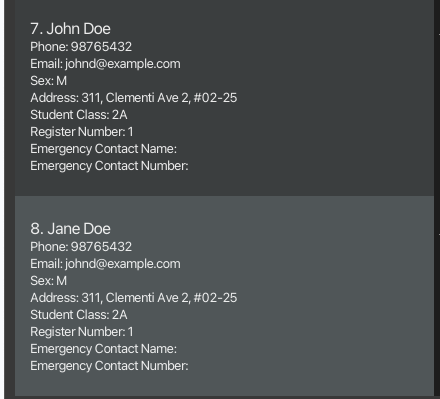 7. John Doe
Phone: 98765432
Email: johnd@example.com
Sex: M
Address: 311, Clementi Ave 2, #02-25
Student Class: 2A
Register Number: 1
Emergency Contact Name:
Emergency Contact Number:
8. Jane Doe
Phone: 98765432
Email: johnd@example.com
Sex: M
Address: 311, Clementi Ave 2, #02-25
Student Class: 2A
Register Number: 1
Emergency Contact Name:
Emergency Contact Number: